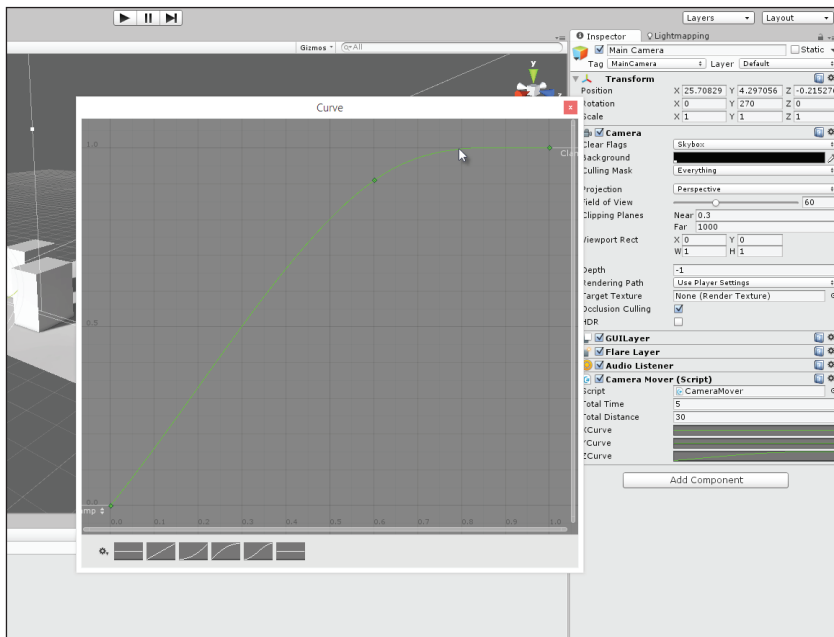 Layers
Layout
Gizmos
All
y
z
Inspector
Lightmapping
Main Camera
Static
Tag MainCamera Layer Default
Transform
Position X 25.70829 Y 4.297056 Z -0.215276
Rotation X 0 Y 270 Z 0
Scale X 1 Y 1 Z 1
Camera
Clear Flags Skybox
Background
Culling Mask Everything
Projection Perspective
Field of View 60
Clipping Planes Near 0.3
Far 1000
Viewport Rect X 0 Y 0
W 1 H 1
Depth -1
Rendering Path Use Player Settings
Target Texture None (Render Texture)
Occlusion Culling
HDR
GUILayer
Flare Layer
Audio Listener
Camera Mover (Script)
Script CameraMover
Total Time 5
Total Distance 30
XCurve
YCurve
ZCurve
Add Component
Curve
x
1.0
Clam
0.5
0.0
amp
0.0 0.1 0.2 0.3 0.4 0.5 0.6 0.7 0.8 0.9 1.0